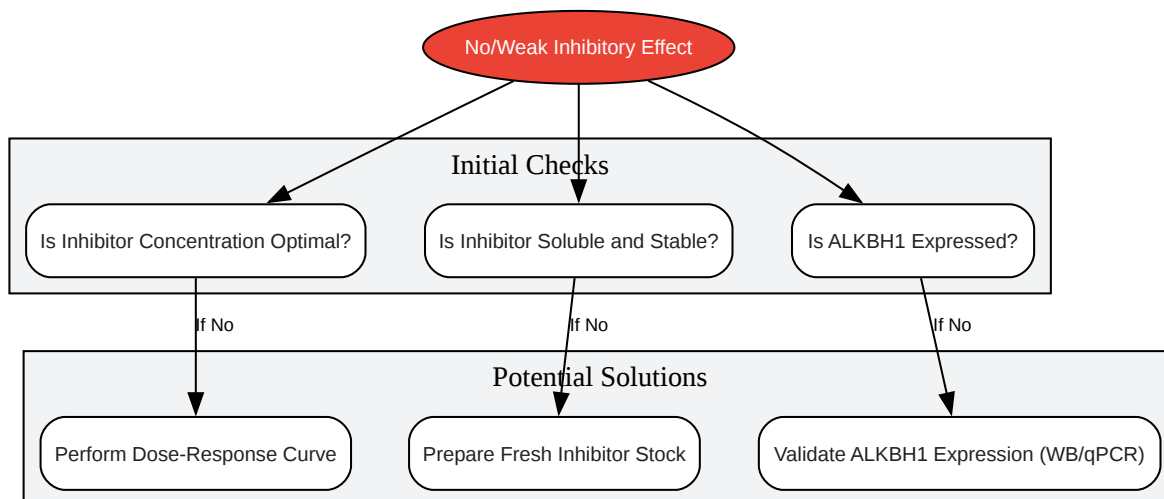 No/Weak Inhibitory Effect
Initial Checks
Is Inhibitor Concentration Optimal?
Is Inhibitor Soluble and Stable?
Is ALKBH1 Expressed?
If No
If No
If No
Potential Solutions
Perform Dose-Response Curve
Prepare Fresh Inhibitor Stock
Validate ALKBH1 Expression (WB/qPCR)